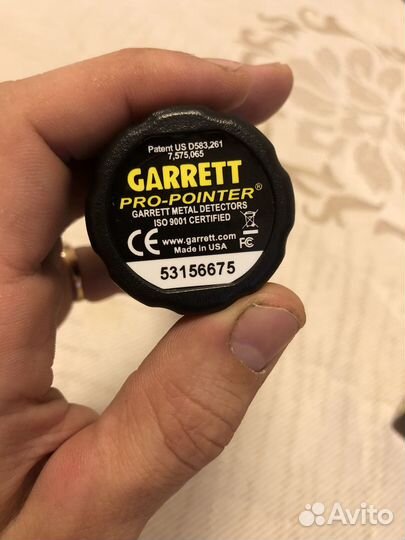 Patent US D583,261
7,575,065
GARRETT
PRO-POINTER®
GARRETT METAL DETECTORS
ISO 9001 CERTIFIED
CE www.garrett.com FC
Made in USA
53156675
Avito